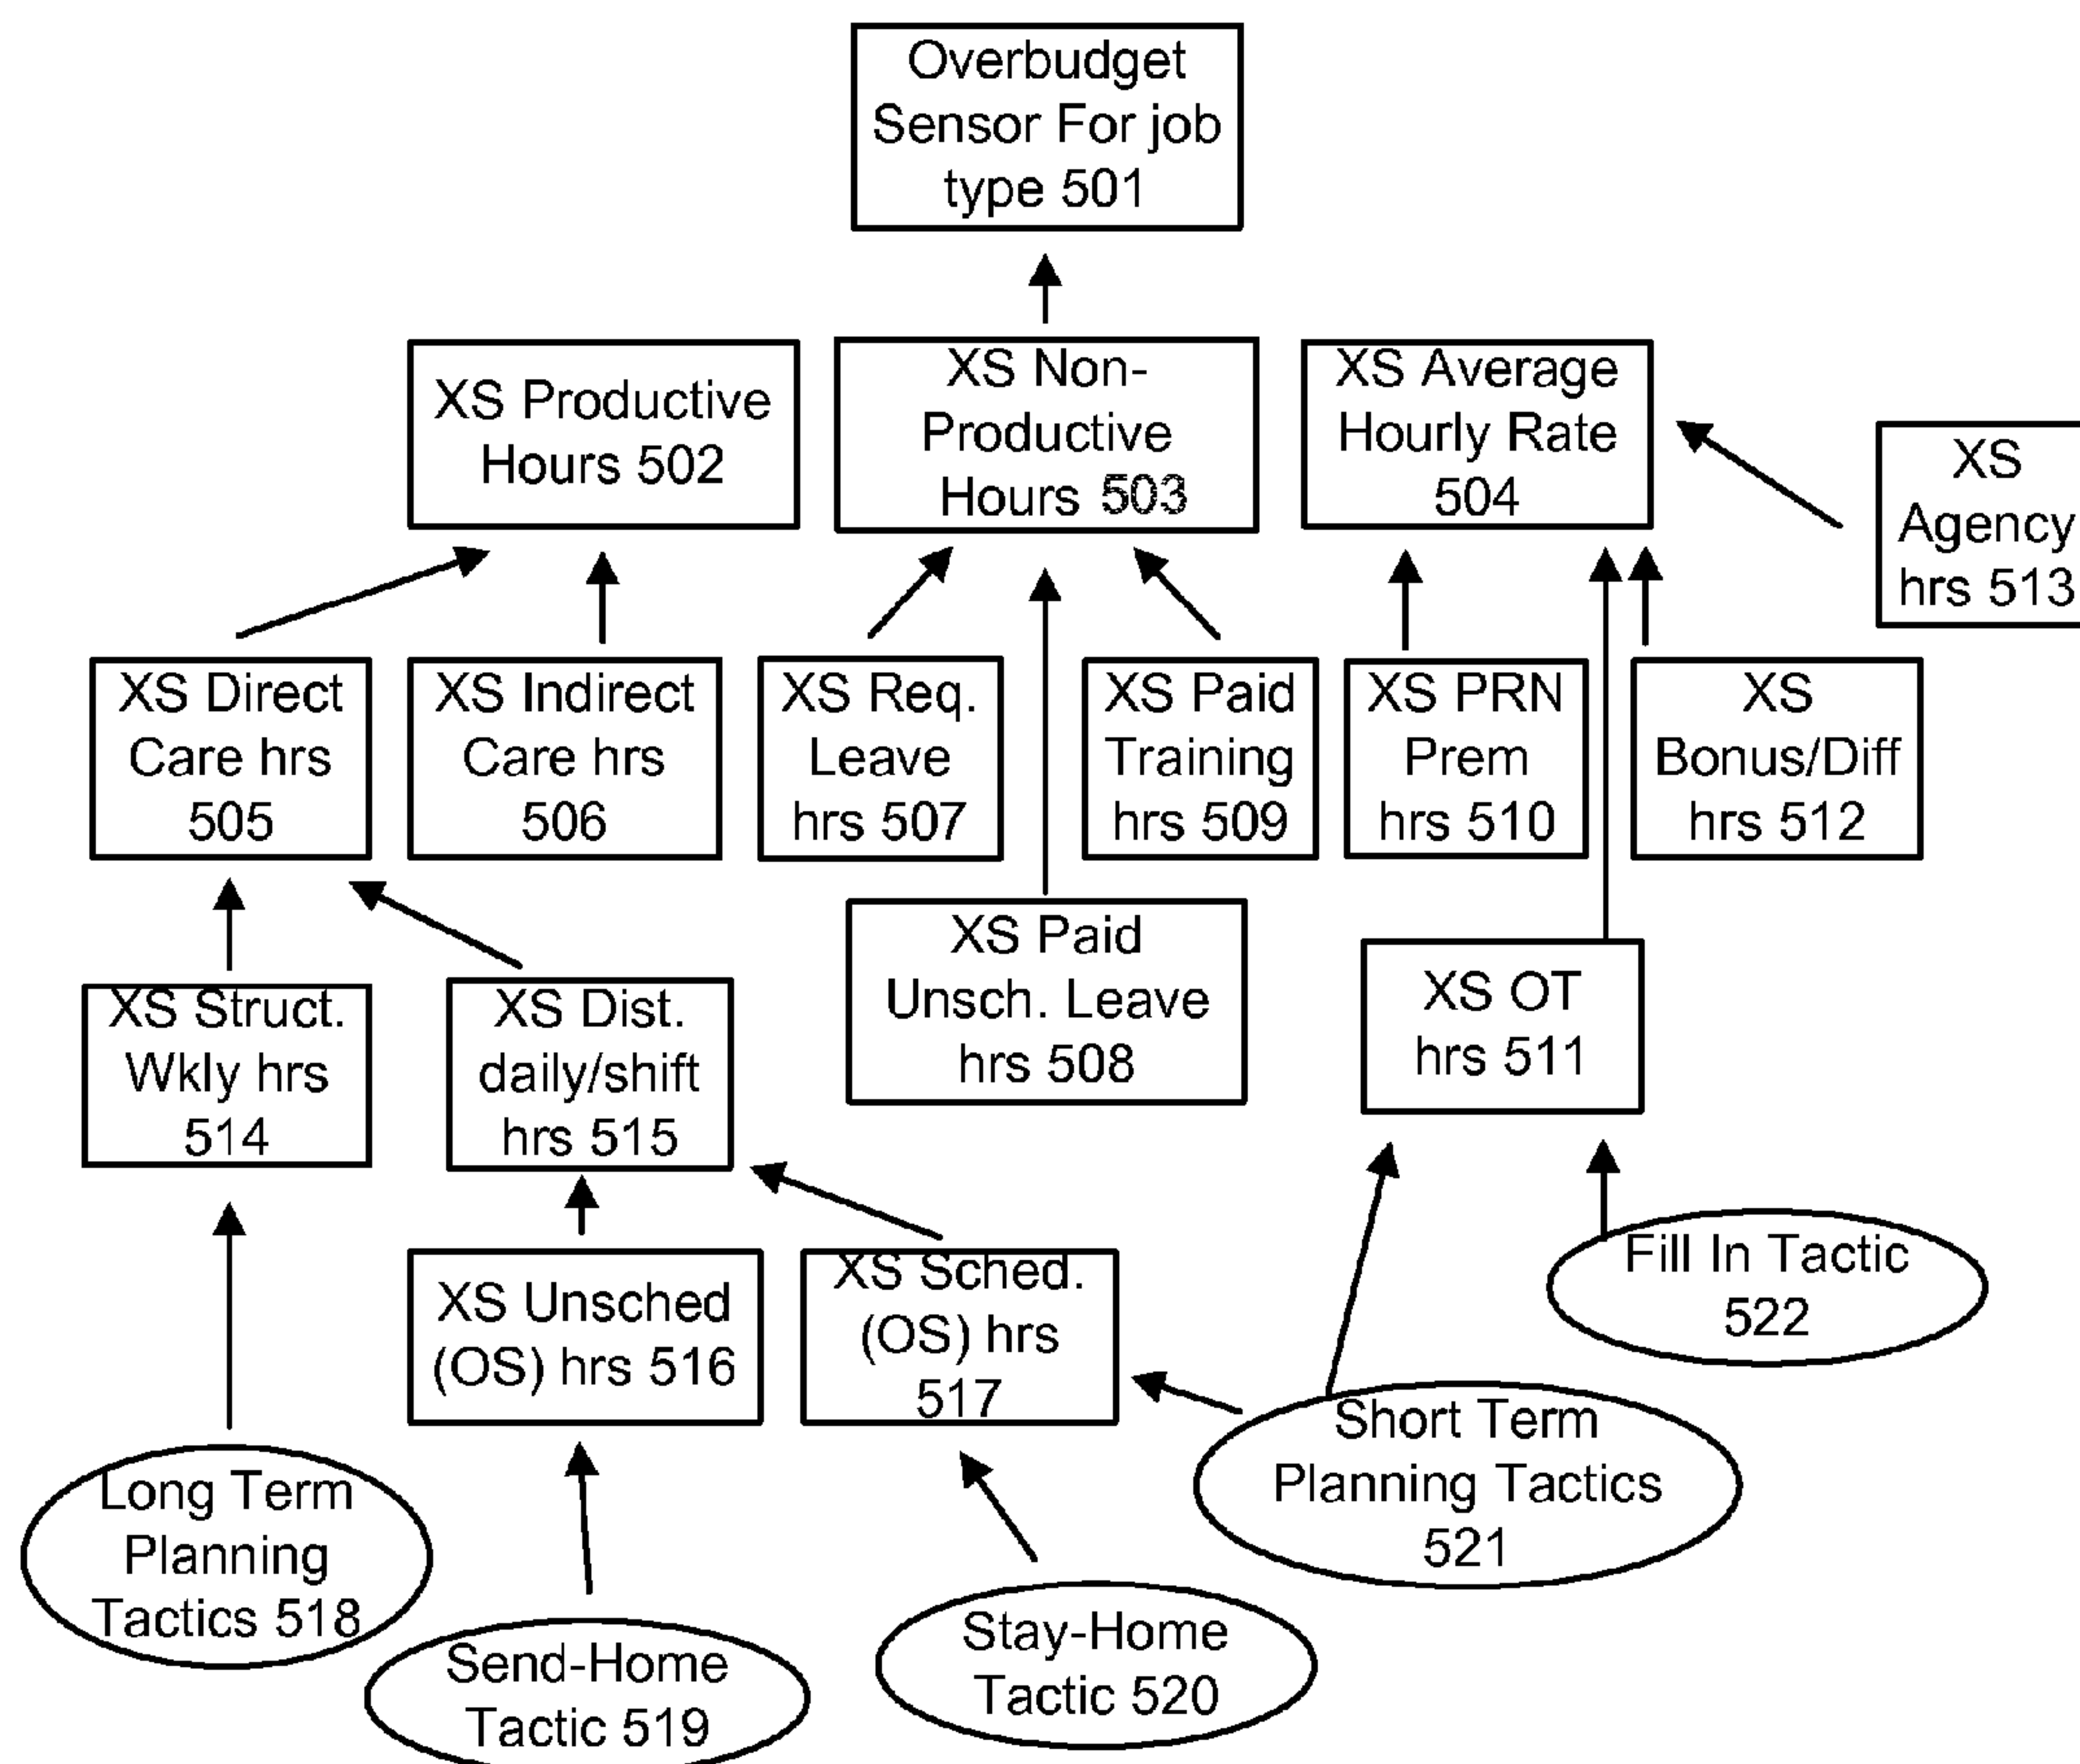 Overbudget
Sensor For job
type 501
XS Productive
Hours 502
XS Non-
Productive
Hours 503
XS Average
Hourly Rate
504
XS
Agency
hrs 513
XS Direct
Care hrs
505
XS Indirect
Care hrs
506
XS Req.
Leave
hrs 507
XS Paid
Training
hrs 509
XS PRN
Prem
hrs 510
XS
Bonus/Diff
hrs 512
XS Paid
Unsch. Leave
hrs 508
XS OT
hrs 511
XS Struct.
Wkly hrs
514
XS Dist.
daily/shift
hrs 515
XS Unsched
(OS) hrs 516
XS Sched.
(OS) hrs
517
Fill In Tactic
522
Short Term
Planning Tactics
521
Long Term
Planning
Tactics 518
Send-Home
Tactic 519
Stay-Home
Tactic 520